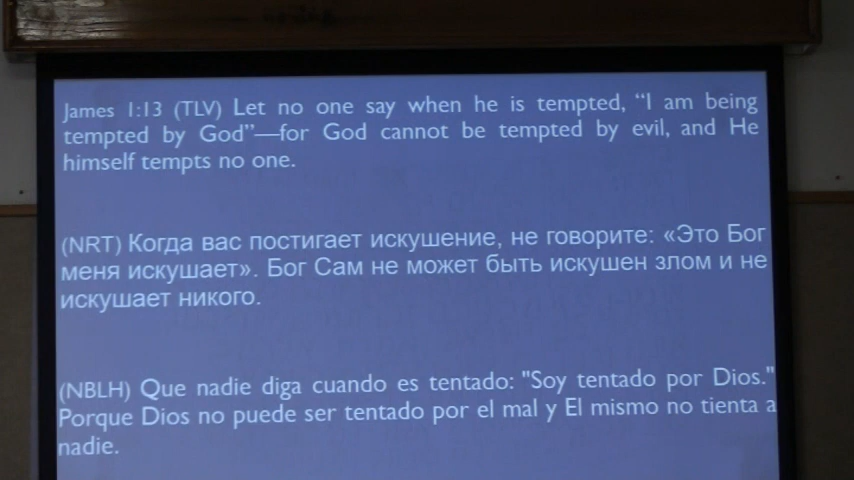 James 1:13 (TLV) Let no one say when he is tempted, “I am being
tempted by God”—for God cannot be tempted by evil, and He
himself tempts no one.
(NRT) Когда вас постигает искушение, не говорите: «Это Бог
меня искушает». Бог Сам не может быть искушен злом и не
искушает никого.
(NBLH) Que nadie diga cuando es tentado: "Soy tentado por Dios."
Porque Dios no puede ser tentado por el mal y El mismo no tienta a
nadie.